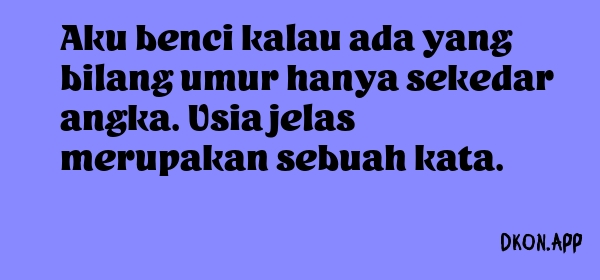 Aku benci kalau ada yang
bilang umur hanya sekedar
angka. Usia jelas
merupakan sebuah kata.
DKON.APP